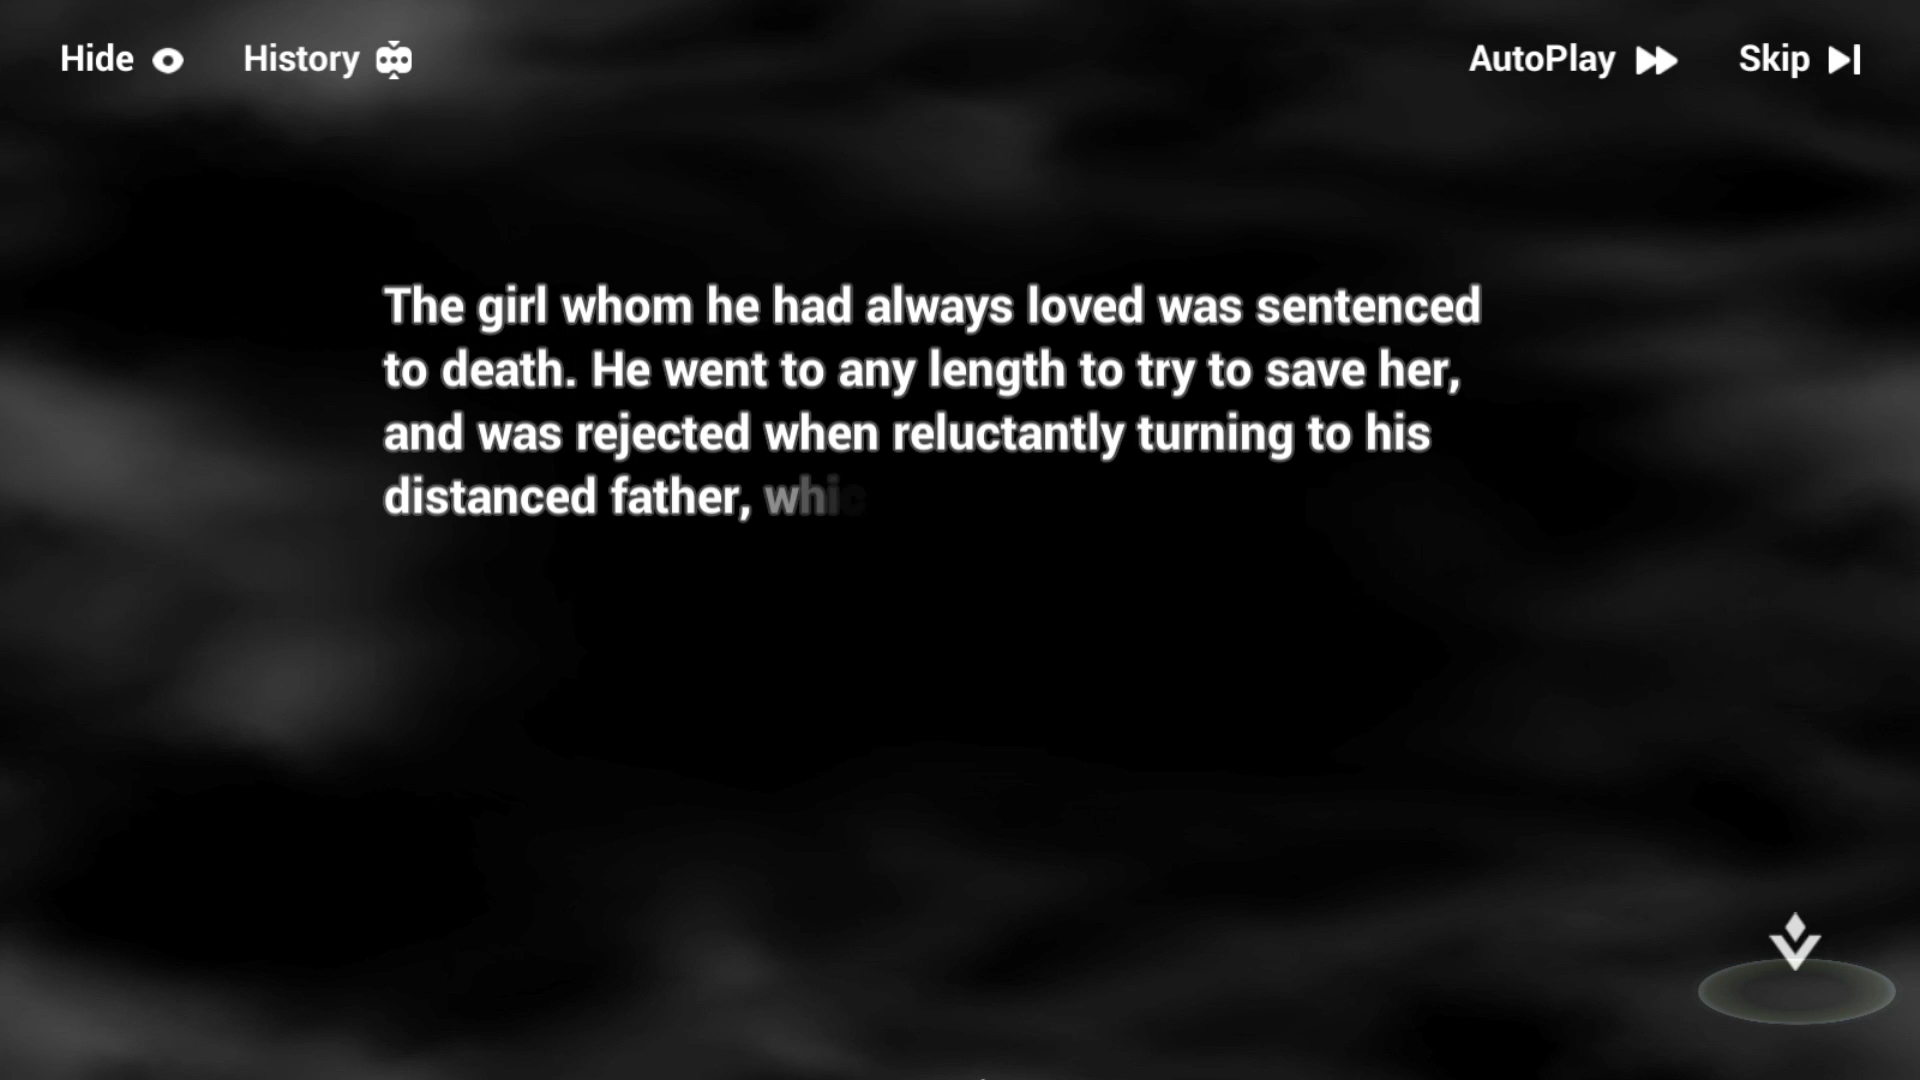 Hide
History
AutoPlay
Skip
The girl whom he had always loved was sentenced
to death. He went to any length to try to save her,
and was rejected when reluctantly turning to his
distanced father, whic